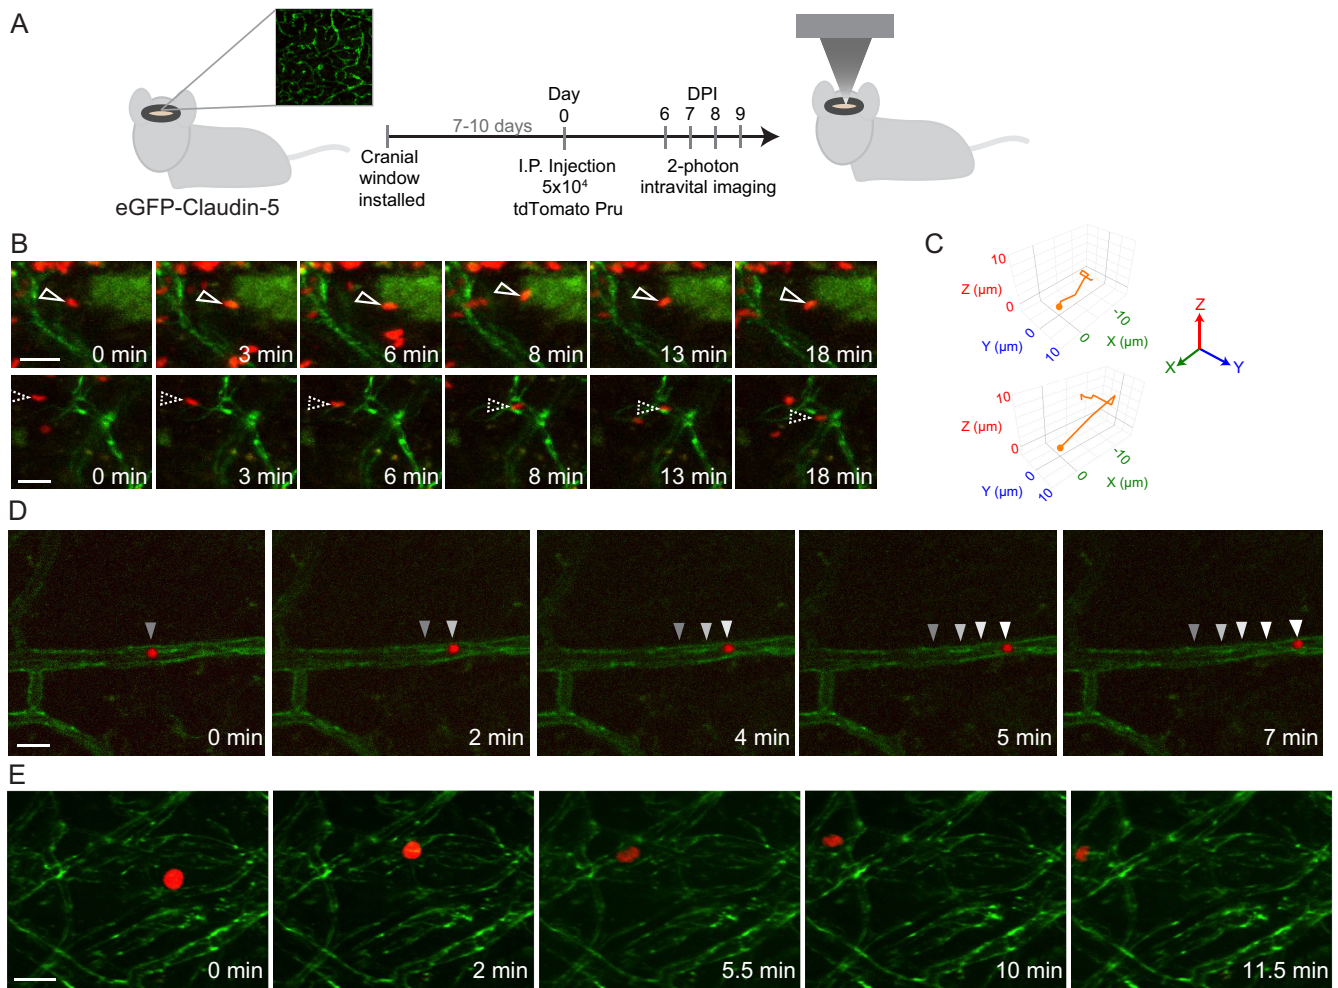 A
Day
0
DPI
6 7 8 9
7-10 days
Cranial
window
installed
I.P. Injection
5x10⁴
tdTomato Pru
2-photon
intravital imaging
eGFP-Claudin-5
B
0 min
3 min
6 min
8 min
13 min
18 min
0 min
3 min
6 min
8 min
13 min
18 min
C
10
Z (µm)
0
Y (µm)
0
10
0
X (µm)
-10
Z
X
Y
10
Z (µm)
0
Y (µm)
0
10
0
X (µm)
-10
D
0 min
2 min
4 min
5 min
7 min
E
0 min
2 min
5.5 min
10 min
11.5 min